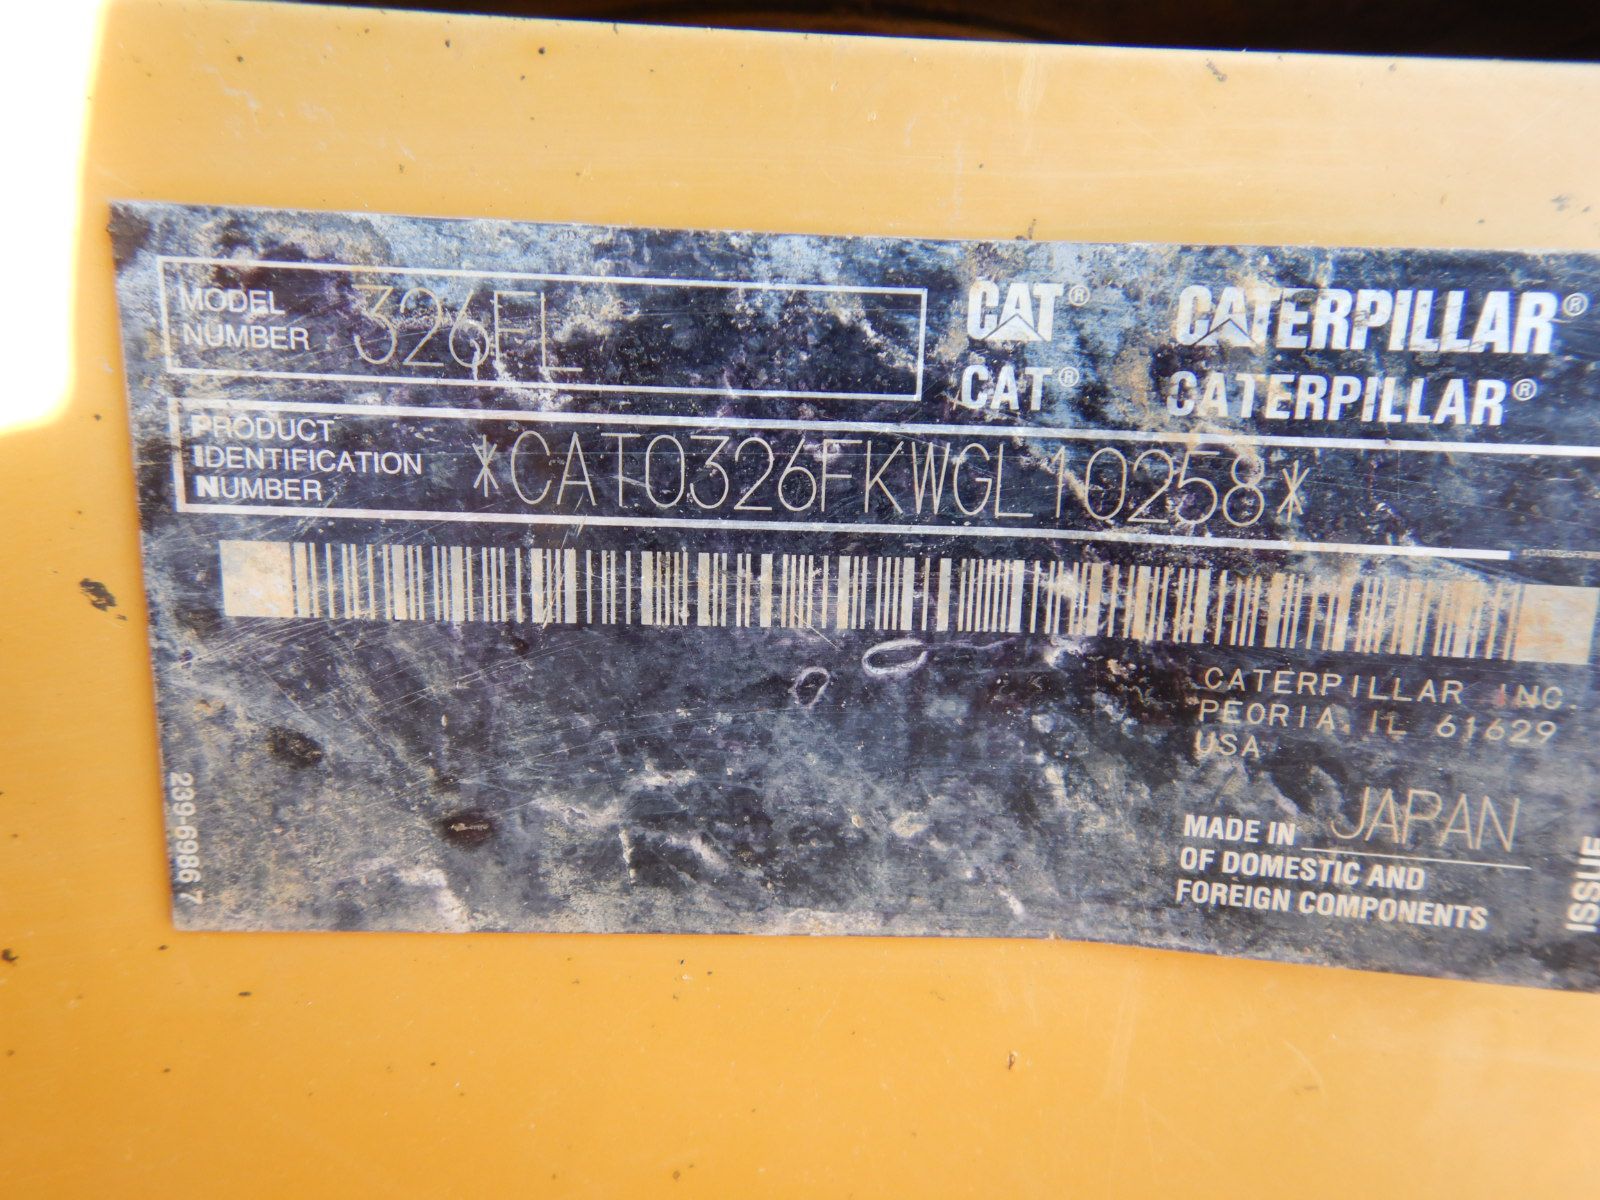 MODEL
NUMBER 326FL
CAT® CATERPILLAR®
CAT® CATERPILLAR®
PRODUCT
IDENTIFICATION
NUMBER *CAT0326FKWGL10258*
CATERPILLAR INC.
PEORIA, IL 61629
USA
MADE IN JAPAN
OF DOMESTIC AND
FOREIGN COMPONENTS
239-6986 7
ISSUE